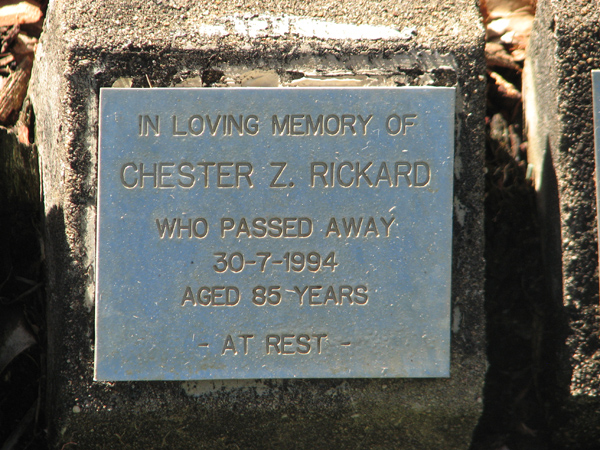 IN LOVING MEMORY OF
CHESTER Z. RICKARD
WHO PASSED AWAY
30-7-1994
AGED 85 YEARS
- AT REST -